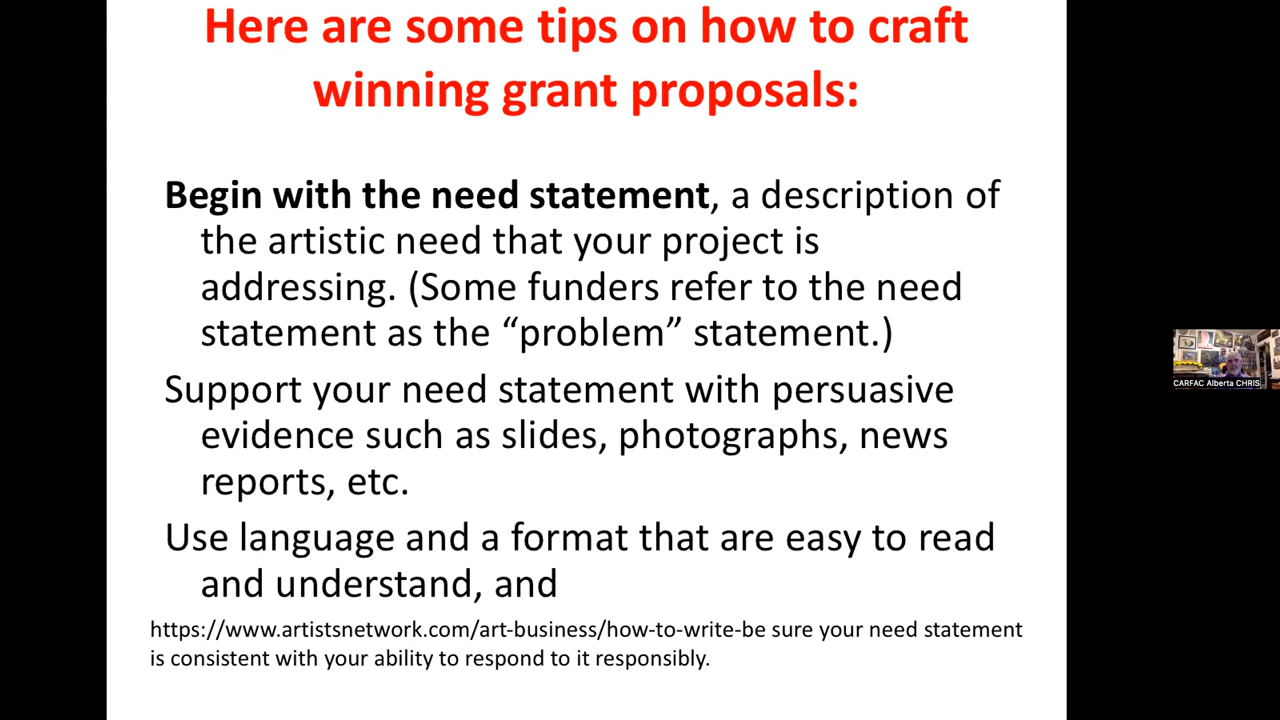 Here are some tips on how to craft
winning grant proposals:
Begin with the need statement, a description of
the artistic need that your project is
addressing. (Some funders refer to the need
statement as the “problem” statement.)
Support your need statement with persuasive
evidence such as slides, photographs, news
reports, etc.
Use language and a format that are easy to read
and understand, and
https://www.artistsnetwork.com/art-business/how-to-write-be sure your need statement
is consistent with your ability to respond to it responsibly.
CARFAC Alberta CHRIS